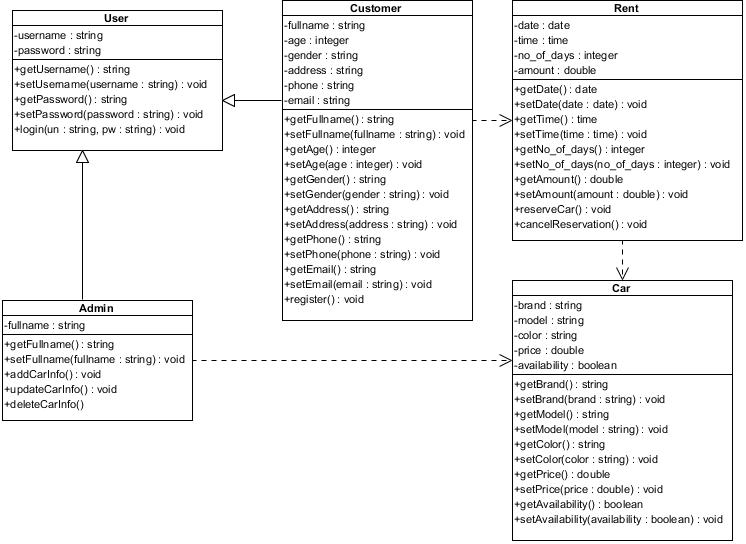 User
-username : string
-password : string
+getUsername() : string
+setUsername(username : string) : void
+getPassword() : string
+setPassword(password : string) : void
+login(un : string, pw : string) : void
Customer
-fullname : string
-age : integer
-gender : string
-address : string
-phone : string
-email : string
+getFullname() : string
+setFullname(fullname : string) : void
+getAge() : integer
+setAge(age : integer) : void
+getGender() : string
+setGender(gender : string) : void
+getAddress() : string
+setAddress(address : string) : void
+getPhone() : string
+setPhone(phone : string) : void
+getEmail() : string
+setEmail(email : string) : void
+register() : void
Rent
-date : date
-time : time
-no_of_days : integer
-amount : double
+getDate() : date
+setDate(date : date) : void
+getTime() : time
+setTime(time : time) : void
+getNo_of_days() : integer
+setNo_of_days(no_of_days : integer) : void
+getAmount() : double
+setAmount(amount : double) : void
+reserveCar() : void
+cancelReservation() : void
Admin
-fullname : string
+getFullname() : string
+setFullname(fullname : string) : void
+addCarInfo() : void
+updateCarInfo() : void
+deleteCarInfo()
Car
-brand : string
-model : string
-color : string
-price : double
-availability : boolean
+getBrand() : string
+setBrand(brand : string) : void
+getModel() : string
+setModel(model : string) : void
+getColor() : string
+setColor(color : string) : void
+getPrice() : double
+setPrice(price : double) : void
+getAvailability() : boolean
+setAvailability(availability : boolean) : void